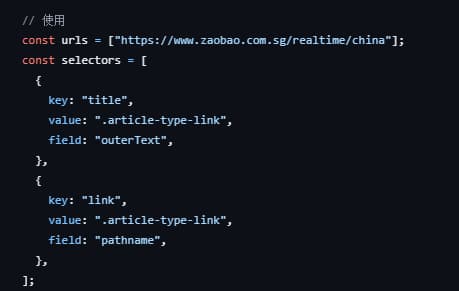 // 使用
const urls = ["https://www.zaobao.com.sg/realtime/china"];
const selectors = [
  {
    key: "title",
    value: ".article-type-link",
    field: "outerText",
  },
  {
    key: "link",
    value: ".article-type-link",
    field: "pathname",
  },
];